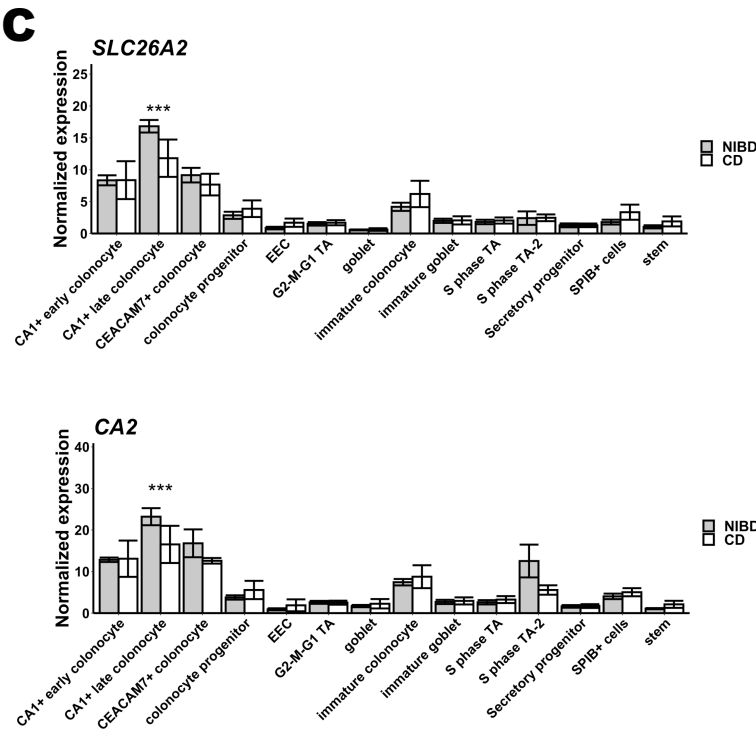 C
SLC26A2
Normalized expression
25
20
15
10
5
0
***
NIBD
CD
CA1+ early colonocyte
CA1+ late colonocyte
CEACAM7+ colonocyte
colonocyte progenitor
EEC
G2-M-G1 TA
goblet
immature colonocyte
immature goblet
S phase TA
S phase TA-2
Secretory progenitor
SPIB+ cells
stem
CA2
Normalized expression
40
30
20
10
0
***
NIBD
CD
CA1+ early colonocyte
CA1+ late colonocyte
CEACAM7+ colonocyte
colonocyte progenitor
EEC
G2-M-G1 TA
goblet
immature colonocyte
immature goblet
S phase TA
S phase TA-2
Secretory progenitor
SPIB+ cells
stem